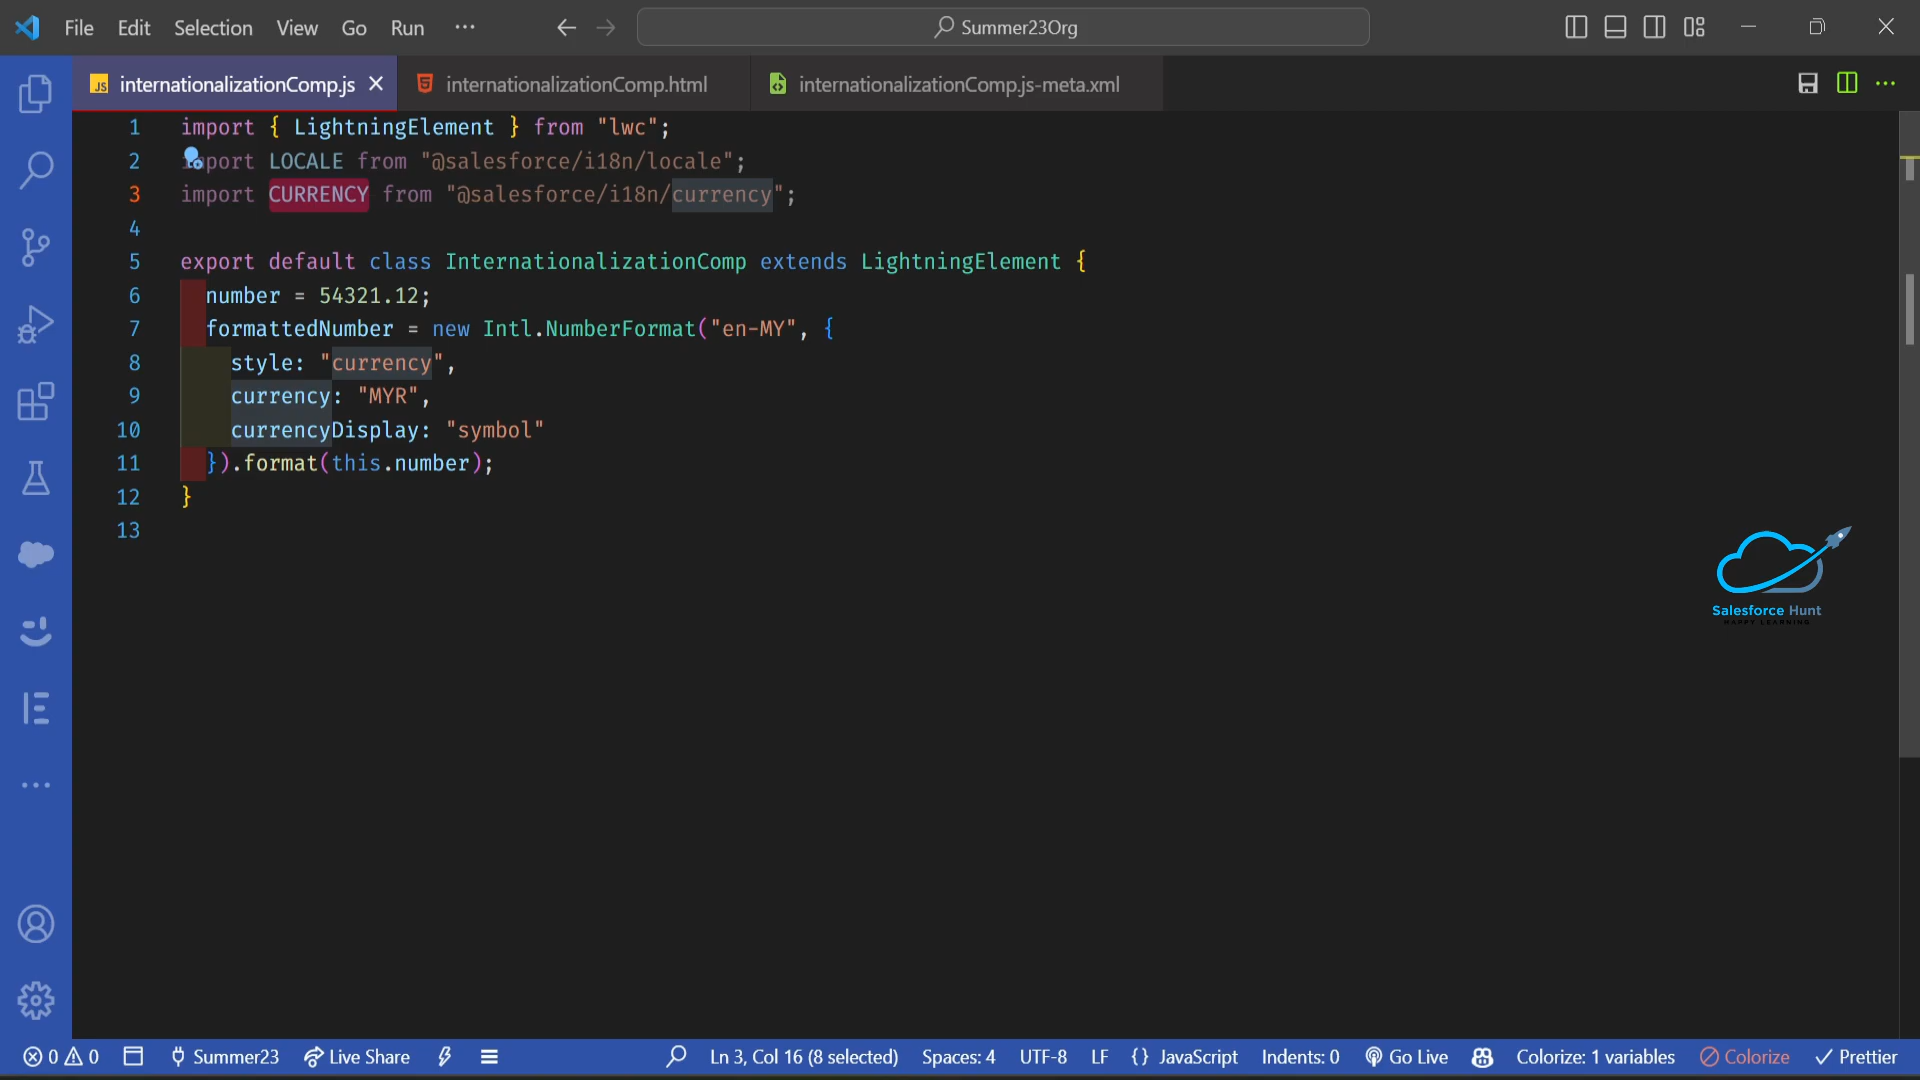 File Edit Selection View Go Run ··· Summer23Org
internationalizationComp.js internationalizationComp.html internationalizationComp.js-meta.xml
1 import { LightningElement } from "lwc";
2 import LOCALE from "@salesforce/i18n/locale";
3 import CURRENCY from "@salesforce/i18n/currency";
4
5 export default class InternationalizationComp extends LightningElement {
6 number = 54321.12;
7 formattedNumber = new Intl.NumberFormat("en-MY", {
8 style: "currency",
9 currency: "MYR",
10 currencyDisplay: "symbol"
11 }).format(this.number);
12 }
13
Salesforce Hunt
HAPPY LEARNING
0 0 Summer23 Live Share Ln 3, Col 16 (8 selected) Spaces: 4 UTF-8 LF {} JavaScript Indents: 0 Go Live Colorize: 1 variables Colorize Prettier